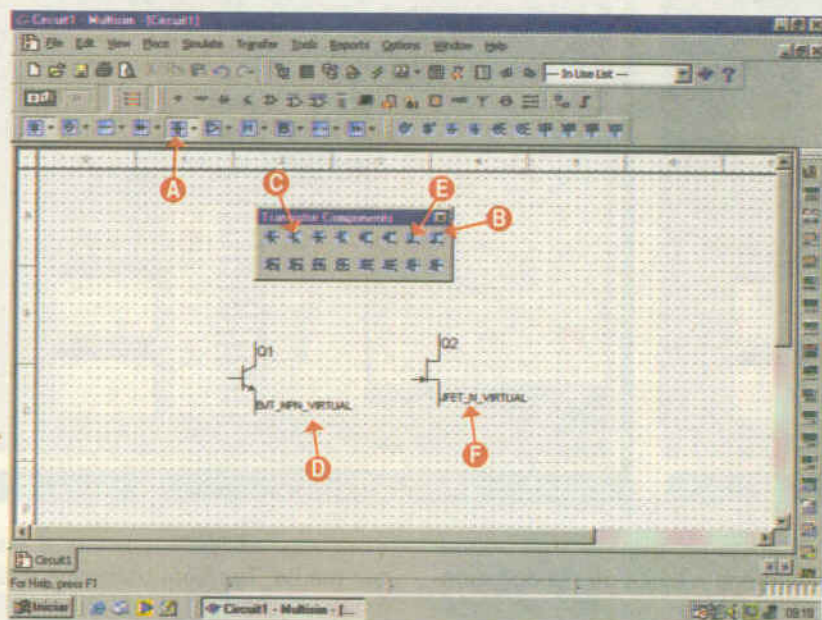 Circuit1 - Multisim - [Circuit1]
File Edit View Place Simulate Transfer Tools Reports Options Window Help
--- In Use List ---
A
C
E
B
Transistor Components
Q1
Q2
BJT_NPN_VIRTUAL
JFET_N_VIRTUAL
D
F
Circuit1
For Help, press F1
Iniciar
Circuit1 - Multisim - [...
09:19